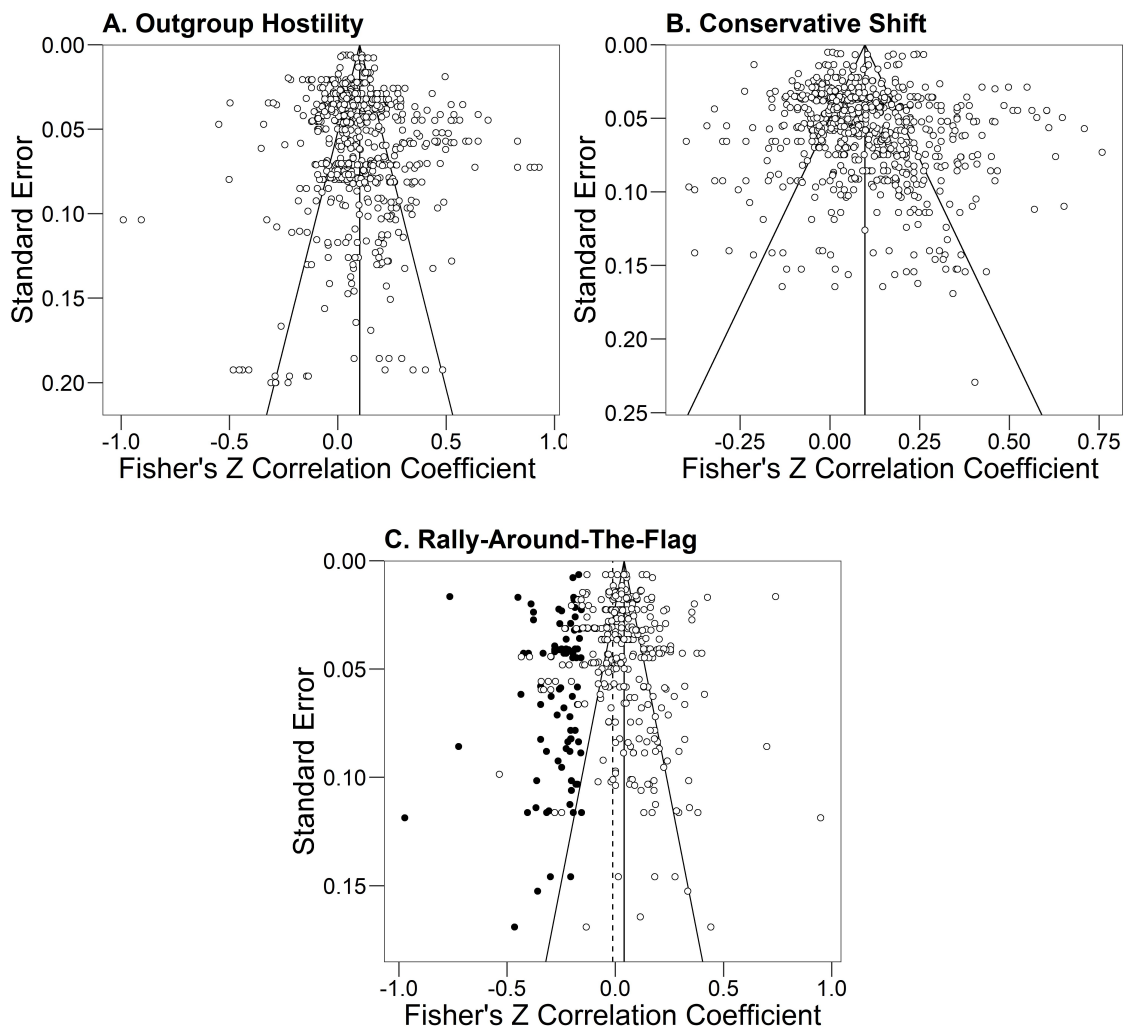 A. Outgroup Hostility
0.00
0.05
0.10
0.15
0.20
Standard Error
-1.0 -0.5 0.0 0.5 1.0
Fisher's Z Correlation Coefficient
B. Conservative Shift
0.00
0.05
0.10
0.15
0.20
0.25
Standard Error
-0.25 0.00 0.25 0.50 0.75
Fisher's Z Correlation Coefficient
C. Rally-Around-The-Flag
0.00
0.05
0.10
0.15
Standard Error
-1.0 -0.5 0.0 0.5 1.0
Fisher's Z Correlation Coefficient